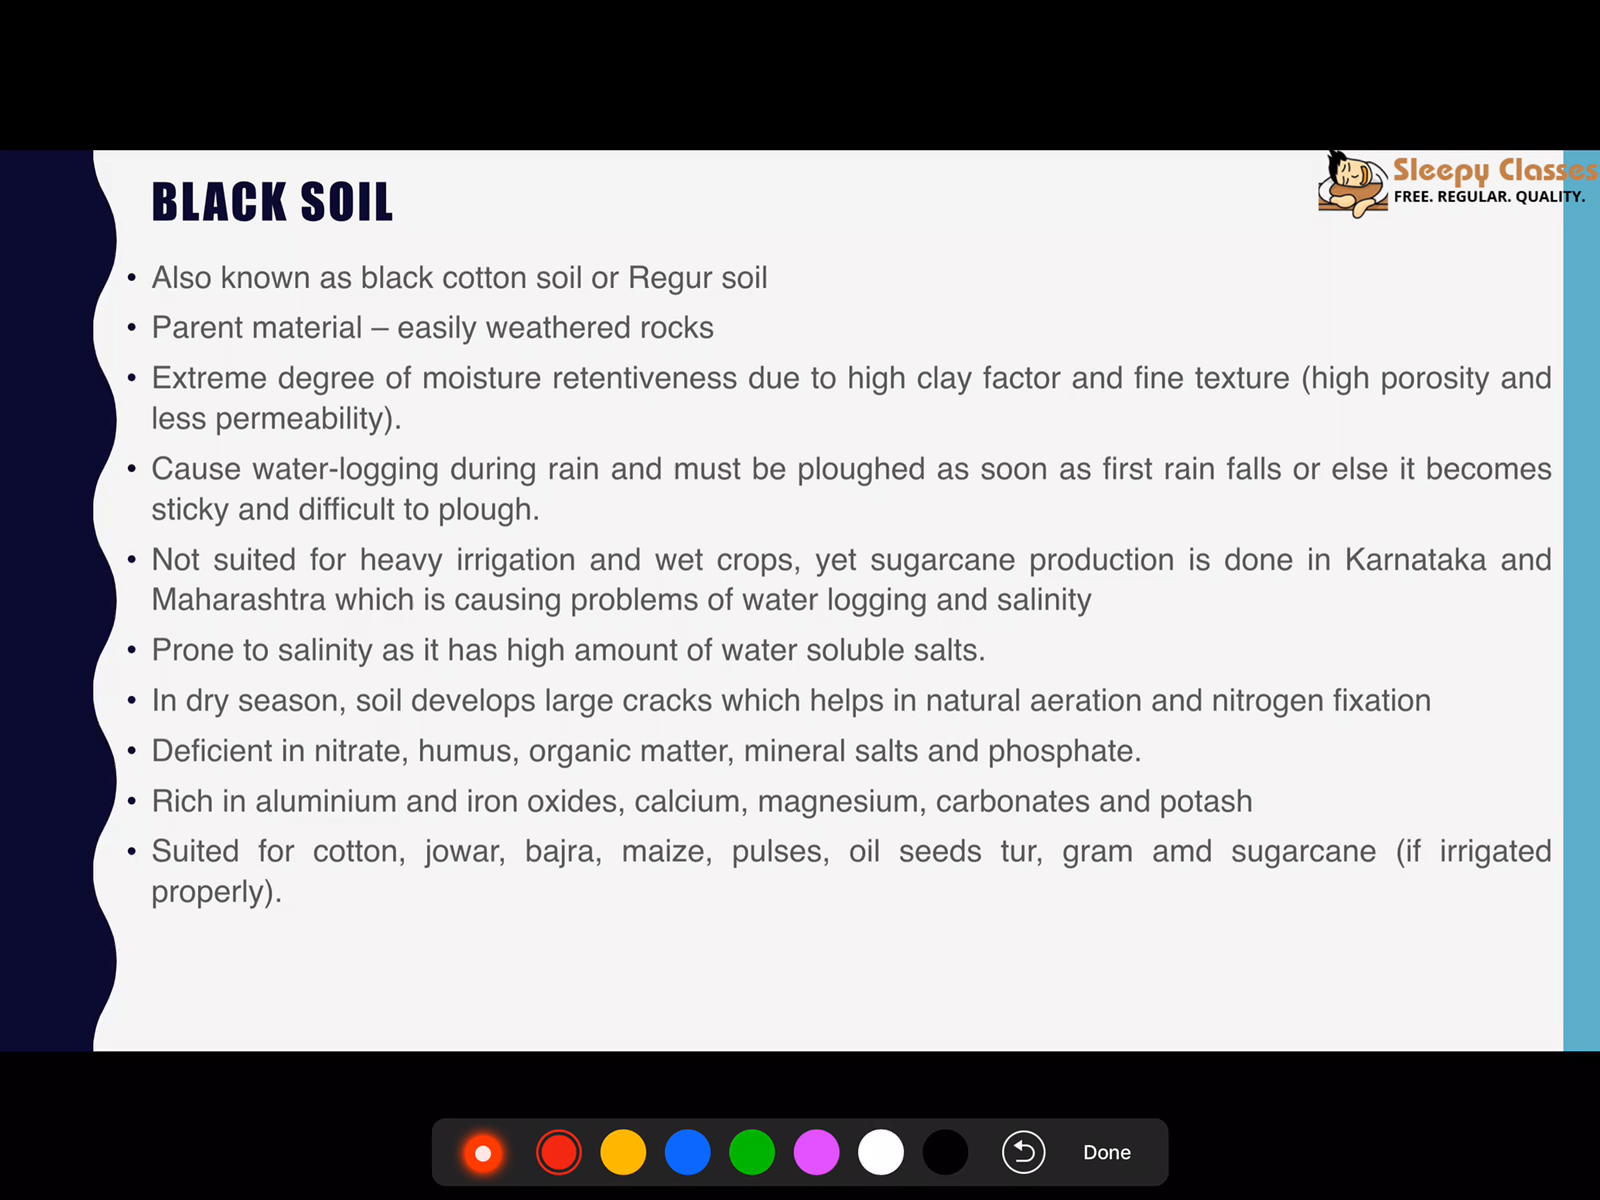 BLACK SOIL
Sleepy Classes
FREE. REGULAR. QUALITY.
• Also known as black cotton soil or Regur soil
• Parent material – easily weathered rocks
• Extreme degree of moisture retentiveness due to high clay factor and fine texture (high porosity and
less permeability).
• Cause water-logging during rain and must be ploughed as soon as first rain falls or else it becomes
sticky and difficult to plough.
• Not suited for heavy irrigation and wet crops, yet sugarcane production is done in Karnataka and
Maharashtra which is causing problems of water logging and salinity
• Prone to salinity as it has high amount of water soluble salts.
• In dry season, soil develops large cracks which helps in natural aeration and nitrogen fixation
• Deficient in nitrate, humus, organic matter, mineral salts and phosphate.
• Rich in aluminium and iron oxides, calcium, magnesium, carbonates and potash
• Suited for cotton, jowar, bajra, maize, pulses, oil seeds tur, gram amd sugarcane (if irrigated
properly).
Done